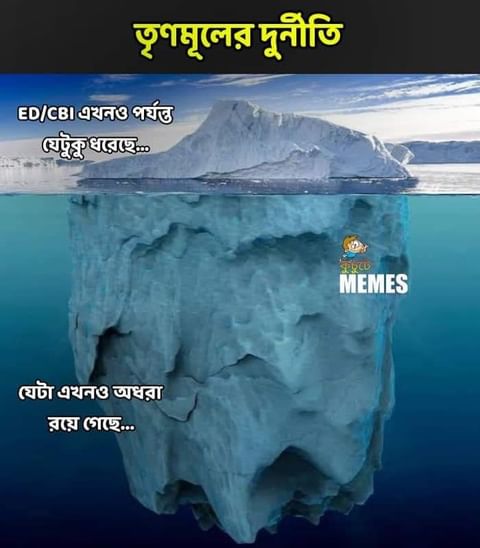 তৃণমূলের দুর্নীতি
ED/CBI এখনও পর্যন্ত
যেটুকু ধরেছে...
কুচুটে
MEMES
যেটা এখনও অধরা
রয়ে গেছে...